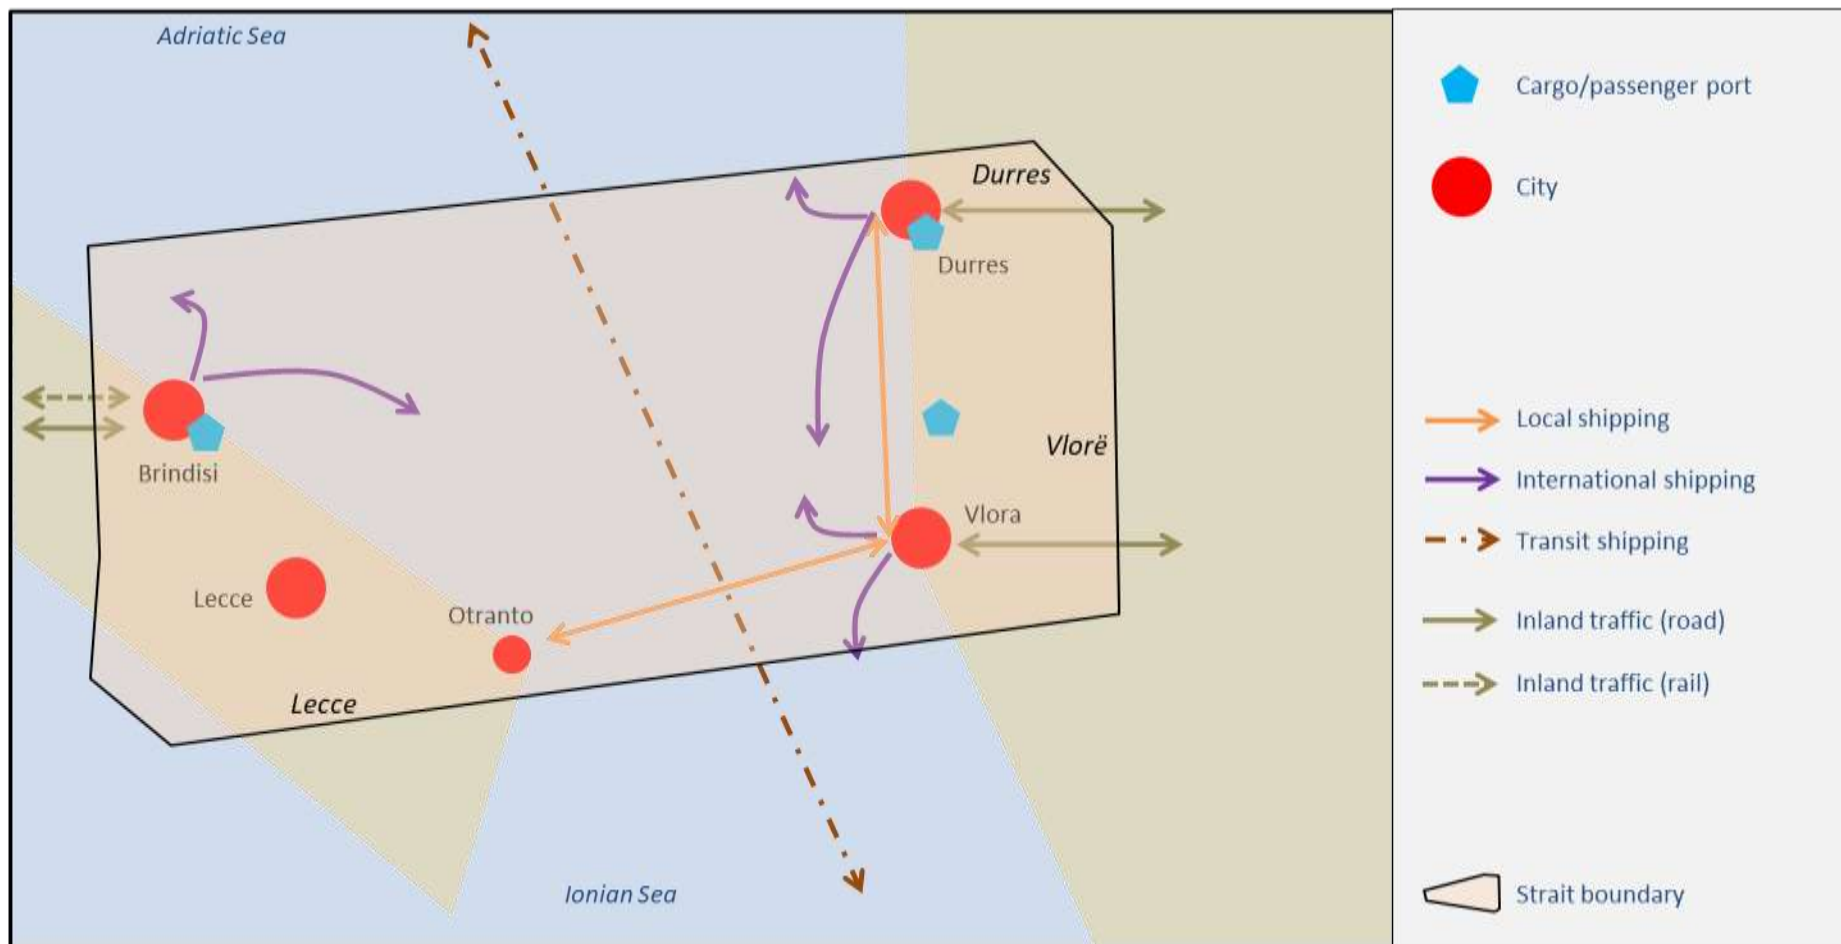 Adriatic Sea
Durres
Durres
Brindisi
Vlorë
Vlora
Lecce
Otranto
Lecce
Ionian Sea
Cargo/passenger port
City
Local shipping
International shipping
Transit shipping
Inland traffic (road)
Inland traffic (rail)
Strait boundary